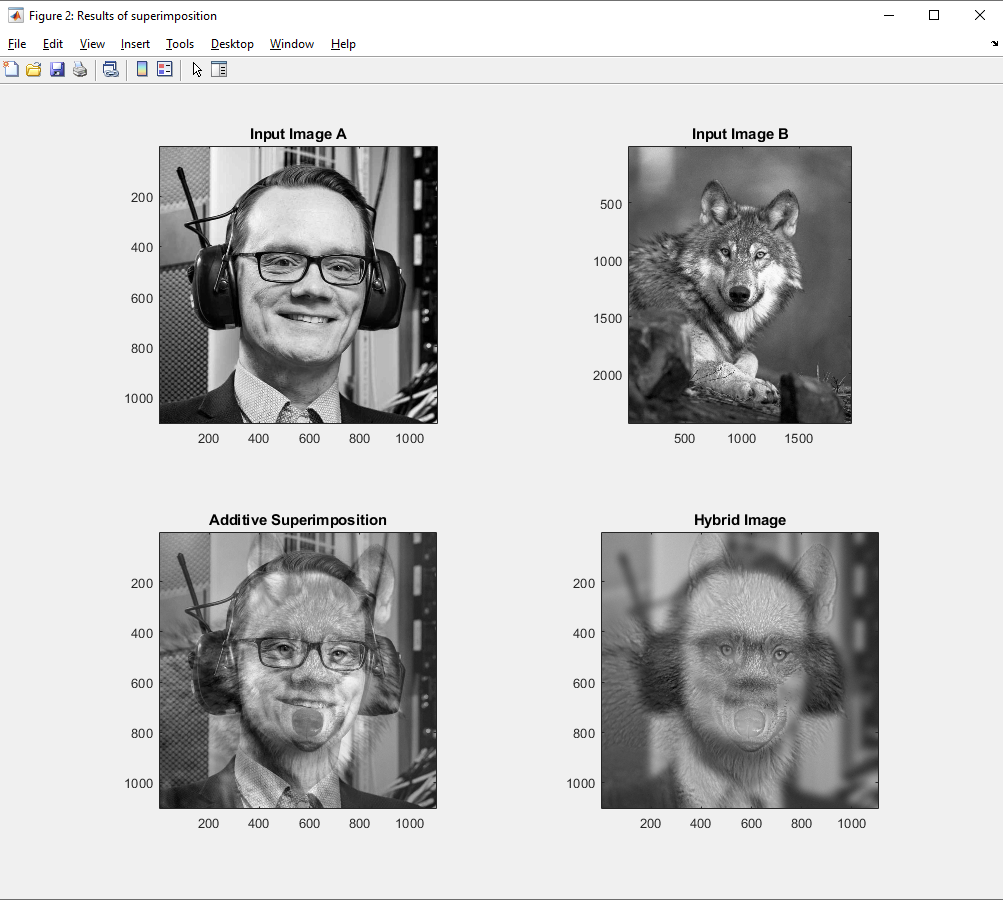 Figure 2: Results of superimposition
File Edit View Insert Tools Desktop Window Help
Input Image A
200
400
600
800
1000
200 400 600 800 1000
Input Image B
500
1000
1500
2000
500 1000 1500
Additive Superimposition
200
400
600
800
1000
200 400 600 800 1000
Hybrid Image
200
400
600
800
1000
200 400 600 800 1000